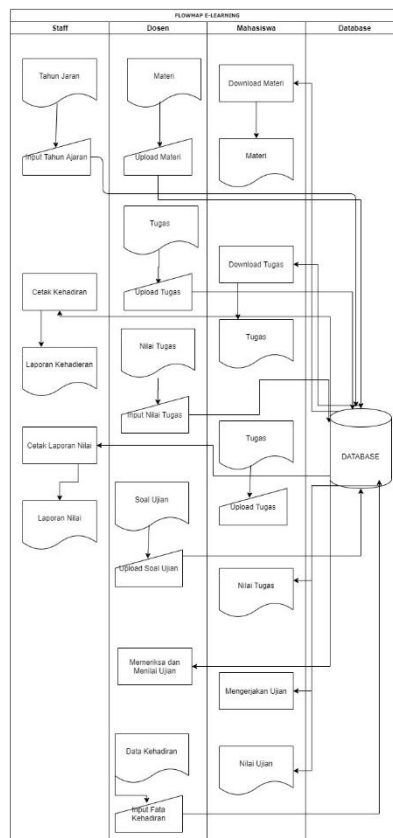 FLOWMAP E-LEARNING
Staff
Dosen
Mahasiswa
Database
Tahun Jaran
Materi
Download Materi
Input Tahun Ajaran
Upload Materi
Materi
Tugas
Download Tugas
Cetak Kehadiran
Upload Tugas
Nilai Tugas
Tugas
Laporan Kehadieran
Input Nilai Tugas
Cetak Laporan Nilai
Tugas
DATABASE
Soal Ujian
Laporan Nilai
Upload Tugas
Upload Soal Ujian
Nilai Tugas
Memeriksa dan
Menilai Ujian
Mengerjakan Ujian
Data Kehadiran
Nilai Ujian
Input Fata
Kehadiran